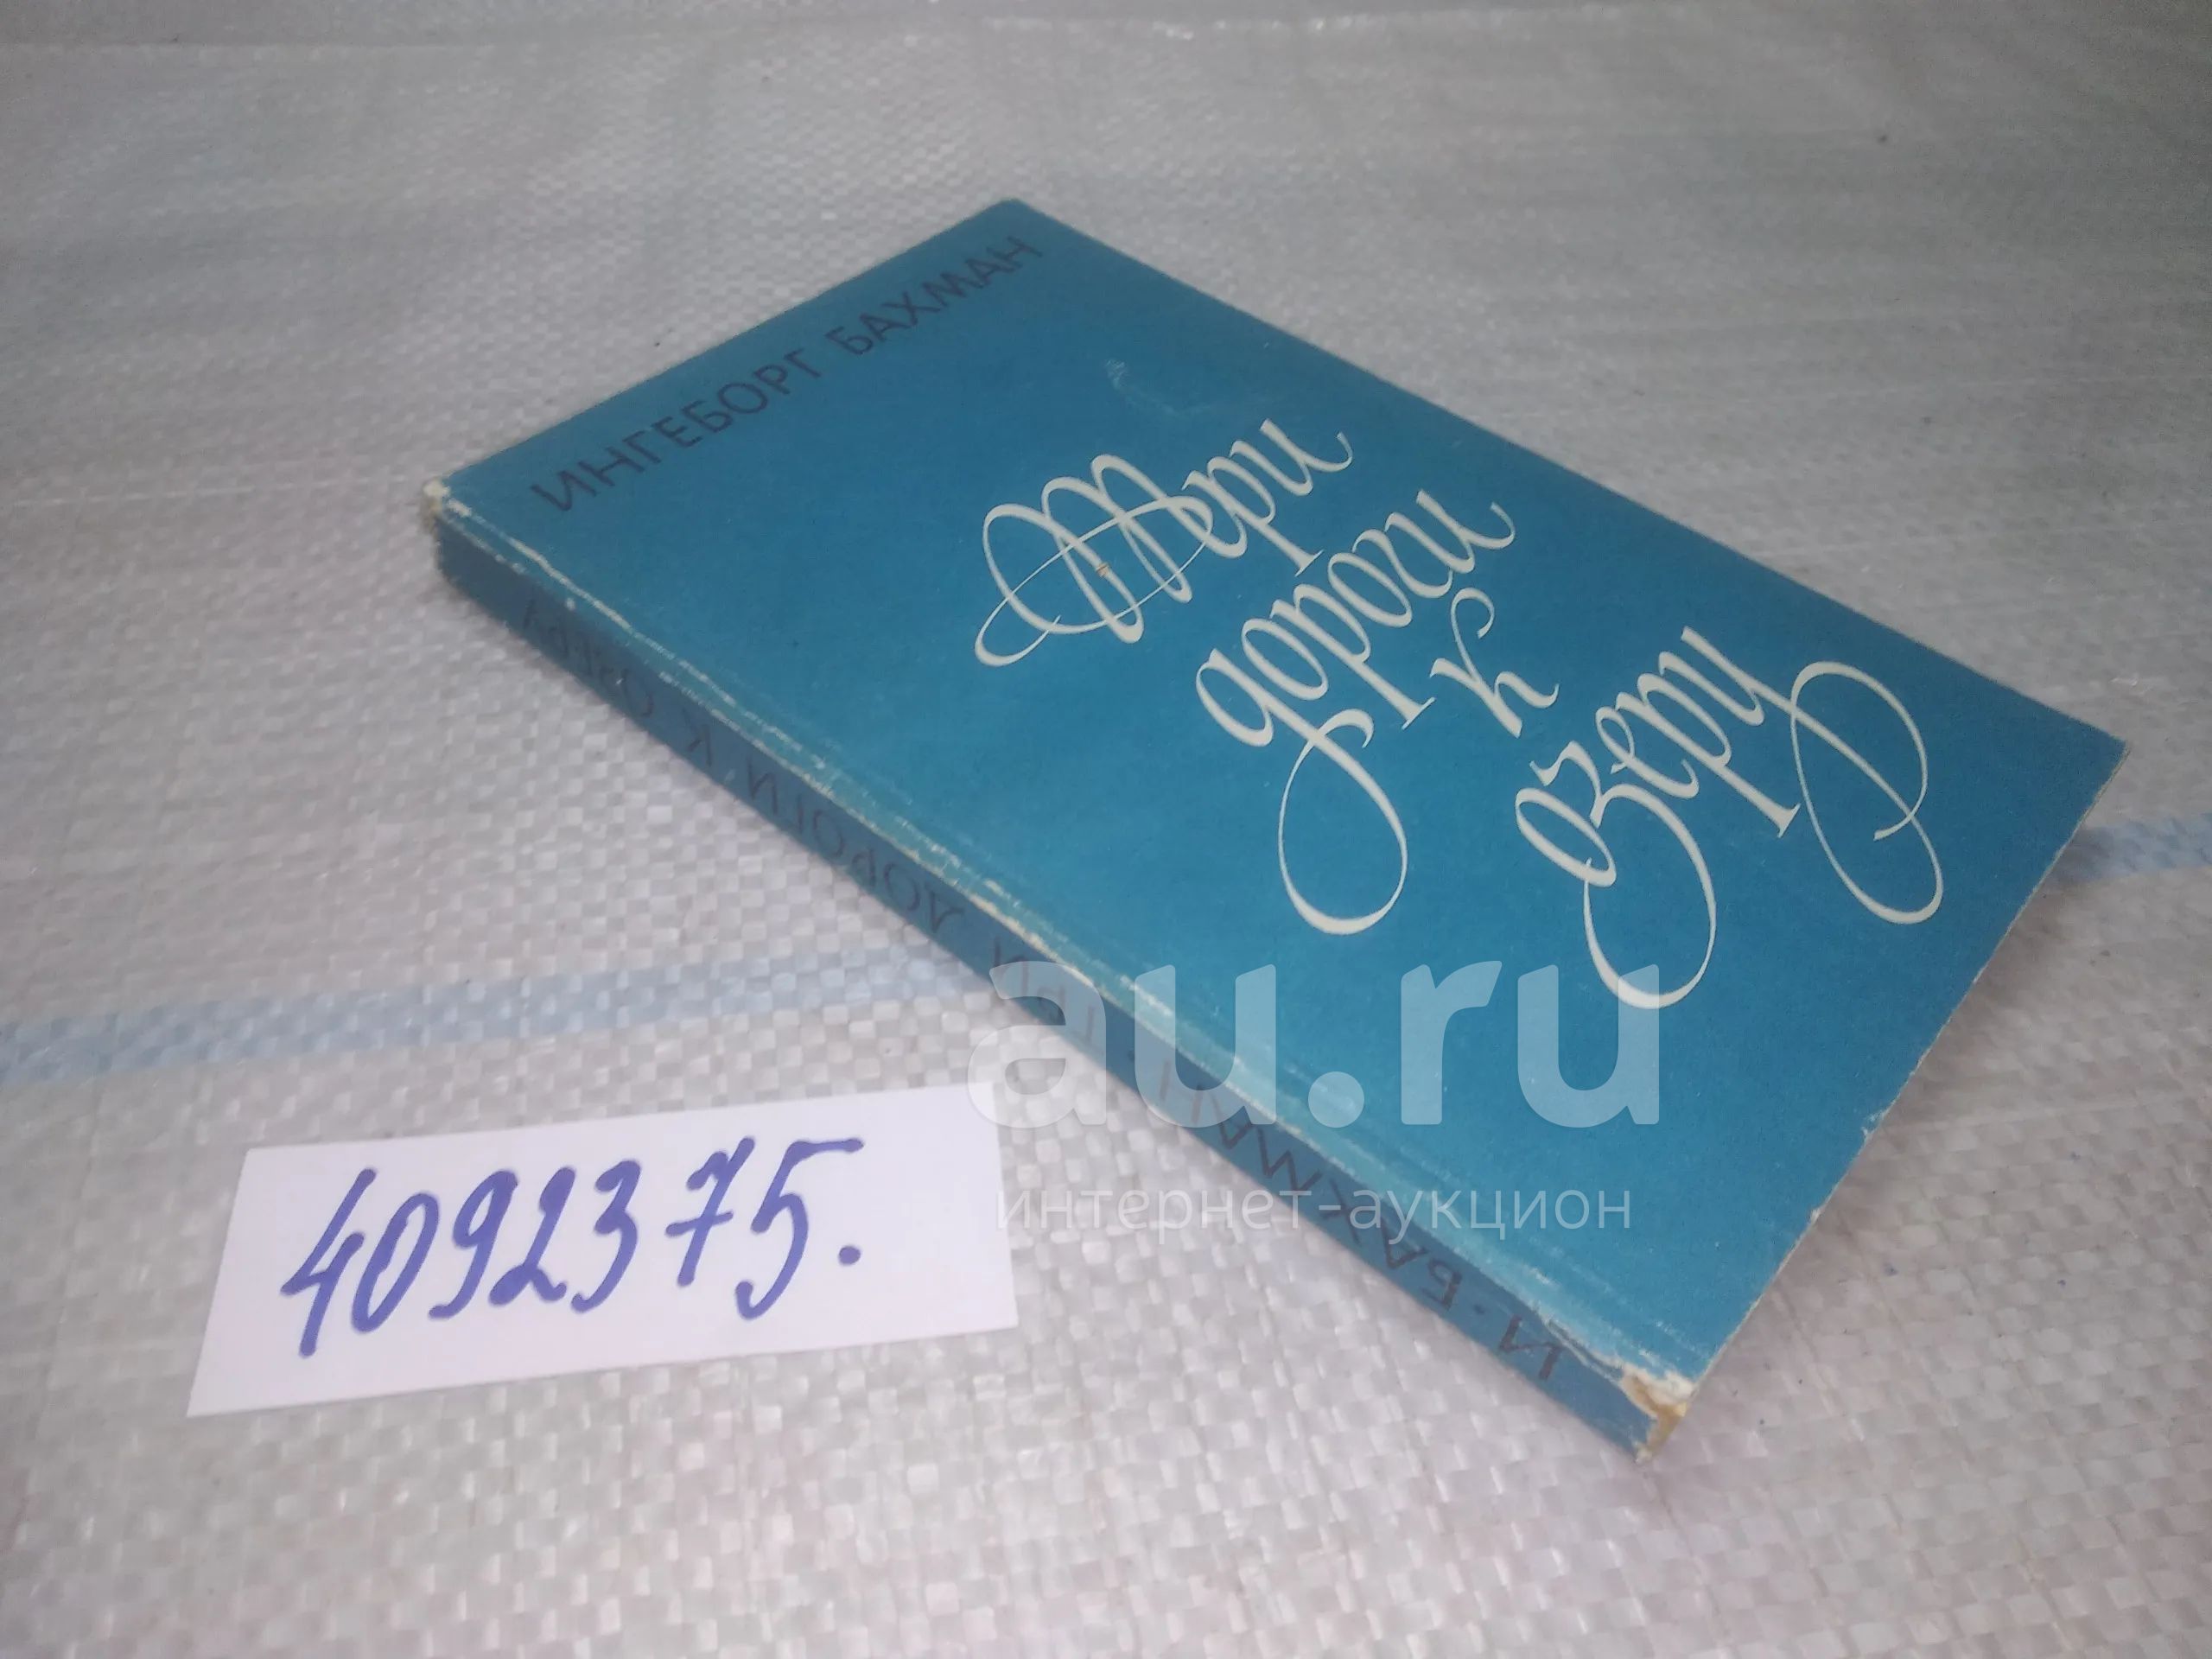 ИНГЕБОРГ БАХМАН
Три
дороги
к
озеру
И·БАХМАН ТРИ ДОРОГИ К ОЗЕРУ
au.ru
интернет-аукцион
4092375.